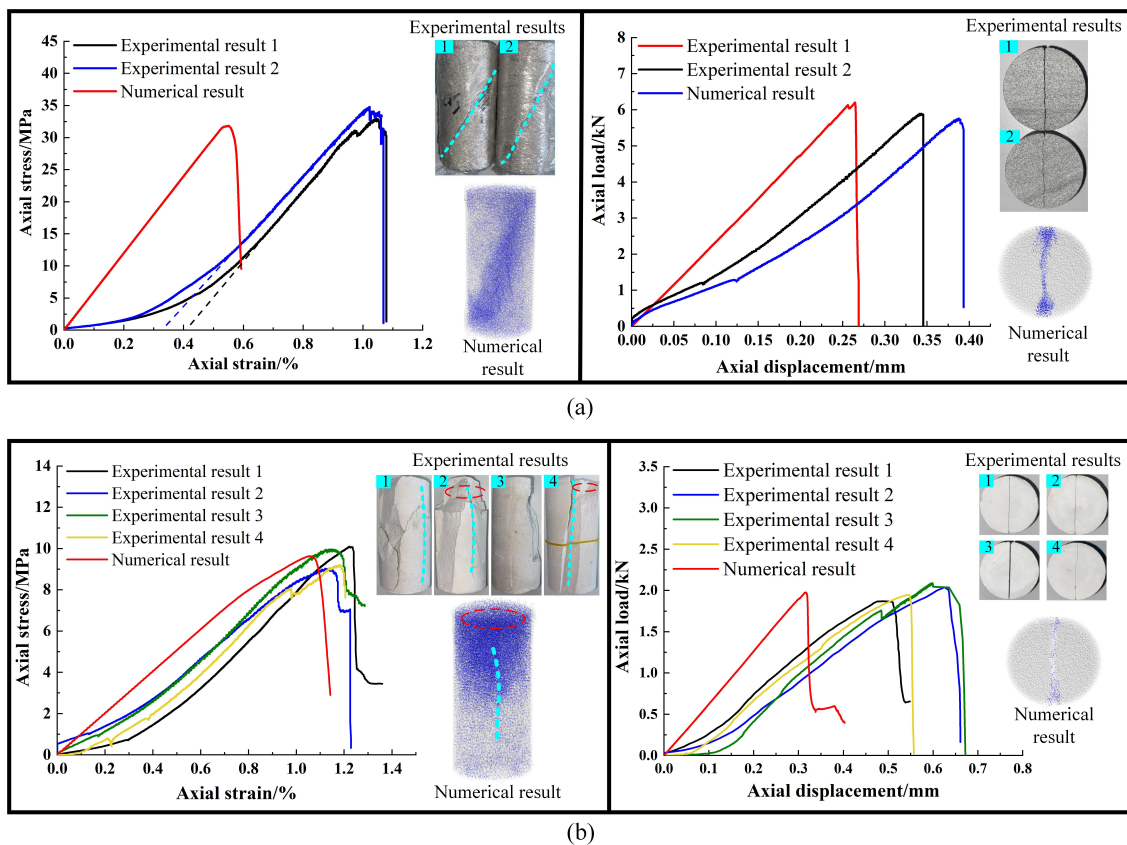 Experimental result 1
Experimental result 2
Numerical result
Axial stress/MPa
45
40
35
30
25
20
15
10
5
0
0.0 0.2 0.4 0.6 0.8 1.0 1.2
Axial strain/%
Experimental results
1 2
Numerical
result
Experimental result 1
Experimental result 2
Numerical result
Axial load/kN
8
7
6
5
4
3
2
1
0
0.00 0.05 0.10 0.15 0.20 0.25 0.30 0.35 0.40
Axial displacement/mm
Experimental results
1
2
Numerical
result
(a)
Experimental result 1
Experimental result 2
Experimental result 3
Experimental result 4
Numerical result
Axial stress/MPa
14
12
10
8
6
4
2
0
0.0 0.2 0.4 0.6 0.8 1.0 1.2 1.4
Axial strain/%
Experimental results
1 2 3 4
Numerical result
Experimental result 1
Experimental result 2
Experimental result 3
Experimental result 4
Numerical result
Axial load/kN
3.5
3.0
2.5
2.0
1.5
1.0
0.5
0.0
0.0 0.1 0.2 0.3 0.4 0.5 0.6 0.7 0.8
Axial displacement/mm
Experimental results
1 2
3 4
Numerical
result
(b)